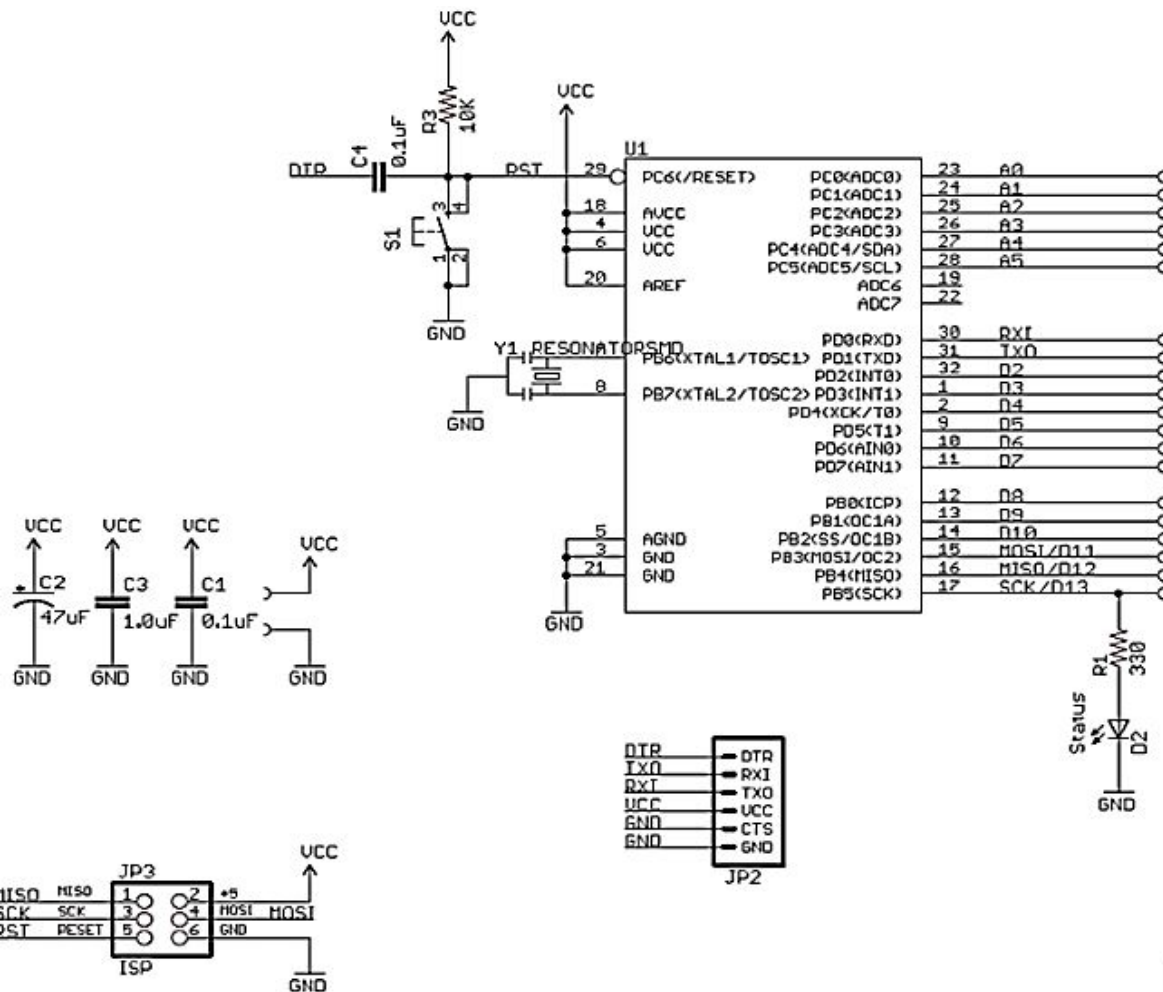 VCC
R3
10K
C4
0.1uF
DTR
S1
3
4
1
2
GND
VCC
RST
U1
29 PC6(/RESET)
18 AVCC
4 VCC
6 VCC
20 AREF
Y1 RESONATORSMD
PB6(XTAL1/TOSC1)
8 PB7(XTAL2/TOSC2)
GND
5 AGND
3 GND
21 GND
GND
PC0(ADC0) 23 A0
PC1(ADC1) 24 A1
PC2(ADC2) 25 A2
PC3(ADC3) 26 A3
PC4(ADC4/SDA) 27 A4
PC5(ADC5/SCL) 28 A5
ADC6 19
ADC7 22
PD0(RXD) 30 RXI
PD1(TXD) 31 TXO
PD2(INT0) 32 D2
PD3(INT1) 1 D3
PD4(XCK/T0) 2 D4
PD5(T1) 9 D5
PD6(AIN0) 10 D6
PD7(AIN1) 11 D7
PB0(ICP) 12 D8
PB1(OC1A) 13 D9
PB2(SS/OC1B) 14 D10
PB3(MOSI/OC2) 15 MOSI/D11
PB4(MISO) 16 MISO/D12
PB5(SCK) 17 SCK/D13
R1
330
Status
D2
GND
VCC VCC VCC VCC
+ C2 C3 C1
47uF 1.0uF 0.1uF
GND GND GND GND
DTR DTR
TXO RXI
RXI TXO
VCC VCC
GND CTS
GND GND
JP2
VCC
JP3
MISO MISO 1 2 +5
SCK SCK 3 4 MOSI MOSI
RST RESET 5 6 GND
ISP
GND